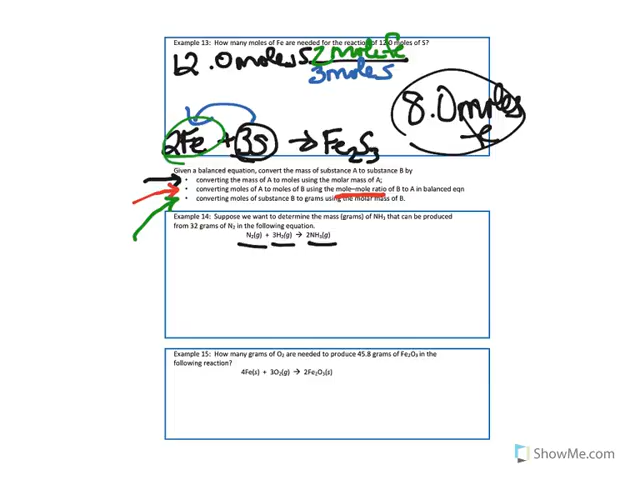 Example 13: How many moles of Fe are needed for the reaction of 12.0 moles of S?
12.0 moles S 2 mole Fe
3 moles
8.0 moles
Fe
2Fe + 3S → Fe₂S₃
Given a balanced equation, convert the mass of substance A to substance B by
• converting the mass of A to moles using the molar mass of A;
• converting moles of A to moles of B using the mole–mole ratio of B to A in balanced eqn
• converting moles of substance B to grams using the molar mass of B.
Example 14: Suppose we want to determine the mass (grams) of NH₃ that can be produced
from 32 grams of N₂ in the following equation.
N₂(g) + 3H₂(g) → 2NH₃(g)
Example 15: How many grams of O₂ are needed to produce 45.8 grams of Fe₂O₃ in the
following reaction?
4Fe(s) + 3O₂(g) → 2Fe₂O₃(s)
ShowMe.com